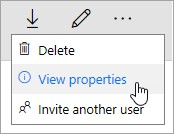 Delete
View properties
Invite another user